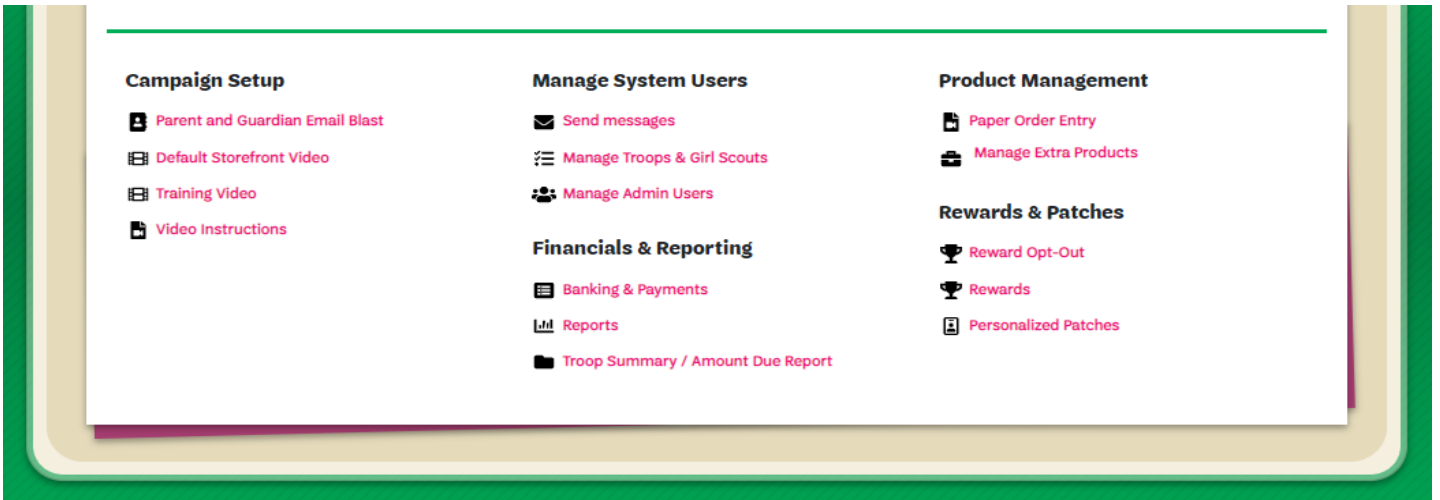 Campaign Setup
Parent and Guardian Email Blast
Default Storefront Video
Training Video
Video Instructions
Manage System Users
Send messages
Manage Troops & Girl Scouts
Manage Admin Users
Financials & Reporting
Banking & Payments
Reports
Troop Summary / Amount Due Report
Product Management
Paper Order Entry
Manage Extra Products
Rewards & Patches
Reward Opt-Out
Rewards
Personalized Patches